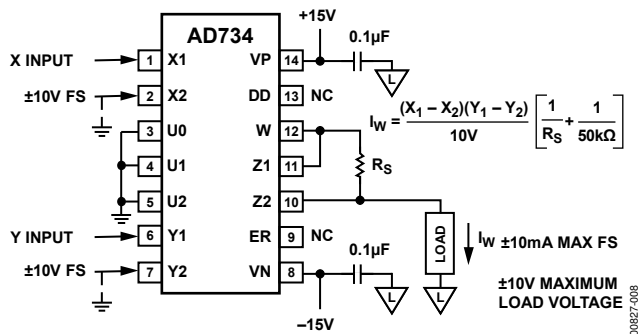 +15V
AD734
0.1µF
X INPUT
1 X1
VP 14
L
±10V FS
2 X2
DD 13 NC
I_W = (X₁ – X₂)(Y₁ – Y₂) / 10V [1 / R_S + 1 / 50kΩ]
3 U0
W 12
4 U1
Z1 11
R_S
5 U2
Z2 10
Y INPUT
6 Y1
ER 9 NC
LOAD
I_W ±10mA MAX FS
±10V FS
7 Y2
VN 8
0.1µF
L
L
±10V MAXIMUM
LOAD VOLTAGE
–15V
00827-008